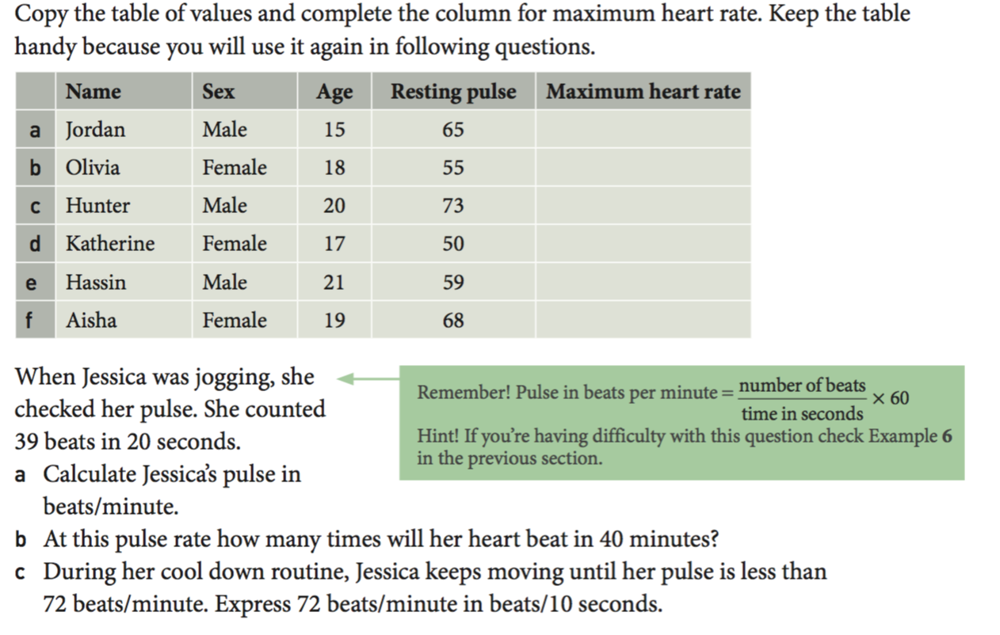 Copy the table of values and complete the column for maximum heart rate. Keep the table
handy because you will use it again in following questions.
Name Sex Age Resting pulse Maximum heart rate
a Jordan Male 15 65
b Olivia Female 18 55
c Hunter Male 20 73
d Katherine Female 17 50
e Hassin Male 21 59
f Aisha Female 19 68
When Jessica was jogging, she
checked her pulse. She counted
39 beats in 20 seconds.
a Calculate Jessica's pulse in
beats/minute.
Remember! Pulse in beats per minute = number of beats / time in seconds × 60
Hint! If you're having difficulty with this question check Example 6
in the previous section.
b At this pulse rate how many times will her heart beat in 40 minutes?
c During her cool down routine, Jessica keeps moving until her pulse is less than
72 beats/minute. Express 72 beats/minute in beats/10 seconds.